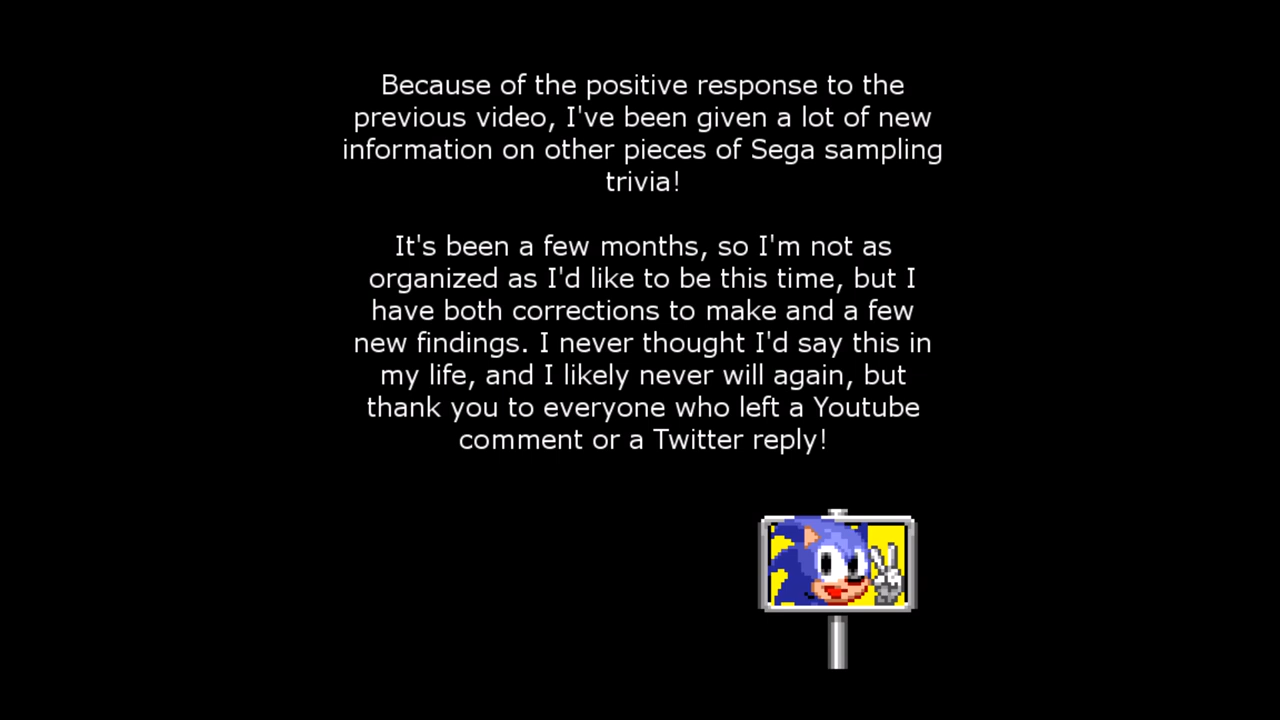 Because of the positive response to the
previous video, I've been given a lot of new
information on other pieces of Sega sampling
trivia!
It's been a few months, so I'm not as
organized as I'd like to be this time, but I
have both corrections to make and a few
new findings. I never thought I'd say this in
my life, and I likely never will again, but
thank you to everyone who left a Youtube
comment or a Twitter reply!